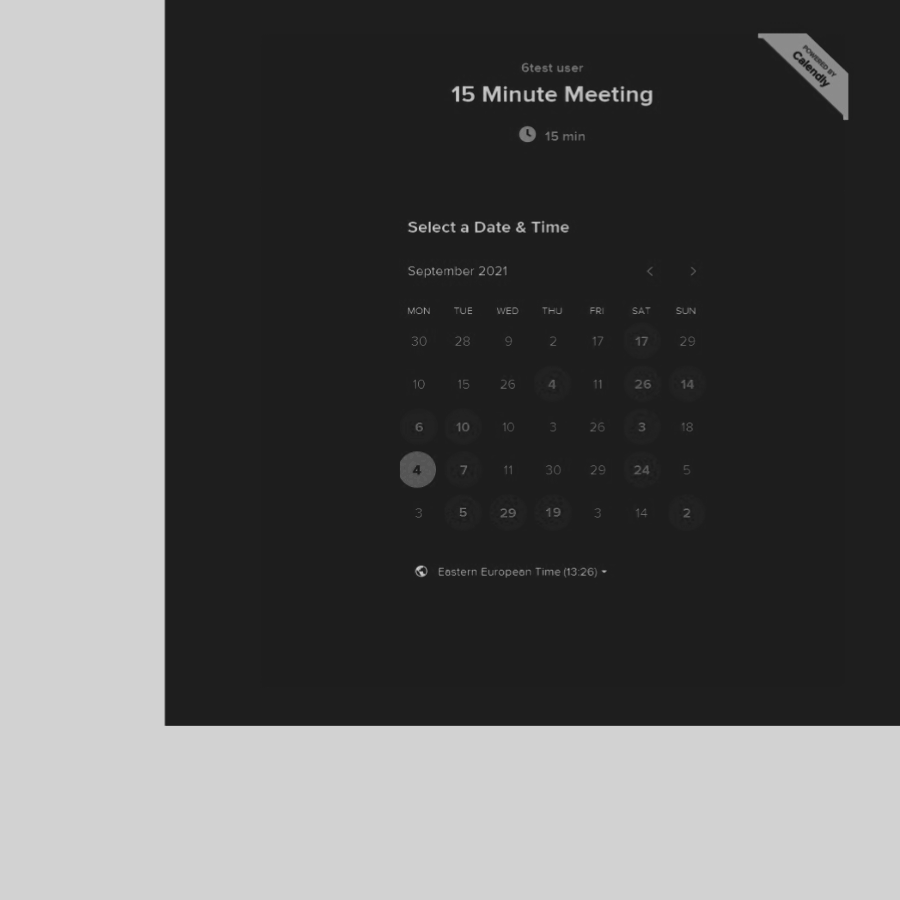 POWERED BY
Calendly
6test user
15 Minute Meeting
15 min
Select a Date & Time
September 2021
MON TUE WED THU FRI SAT SUN
30 28 9 2 17 17 29
10 15 26 4 11 26 14
6 10 10 3 26 3 18
4 7 11 30 29 24 5
3 5 29 19 3 14 2
Eastern European Time (13:26)